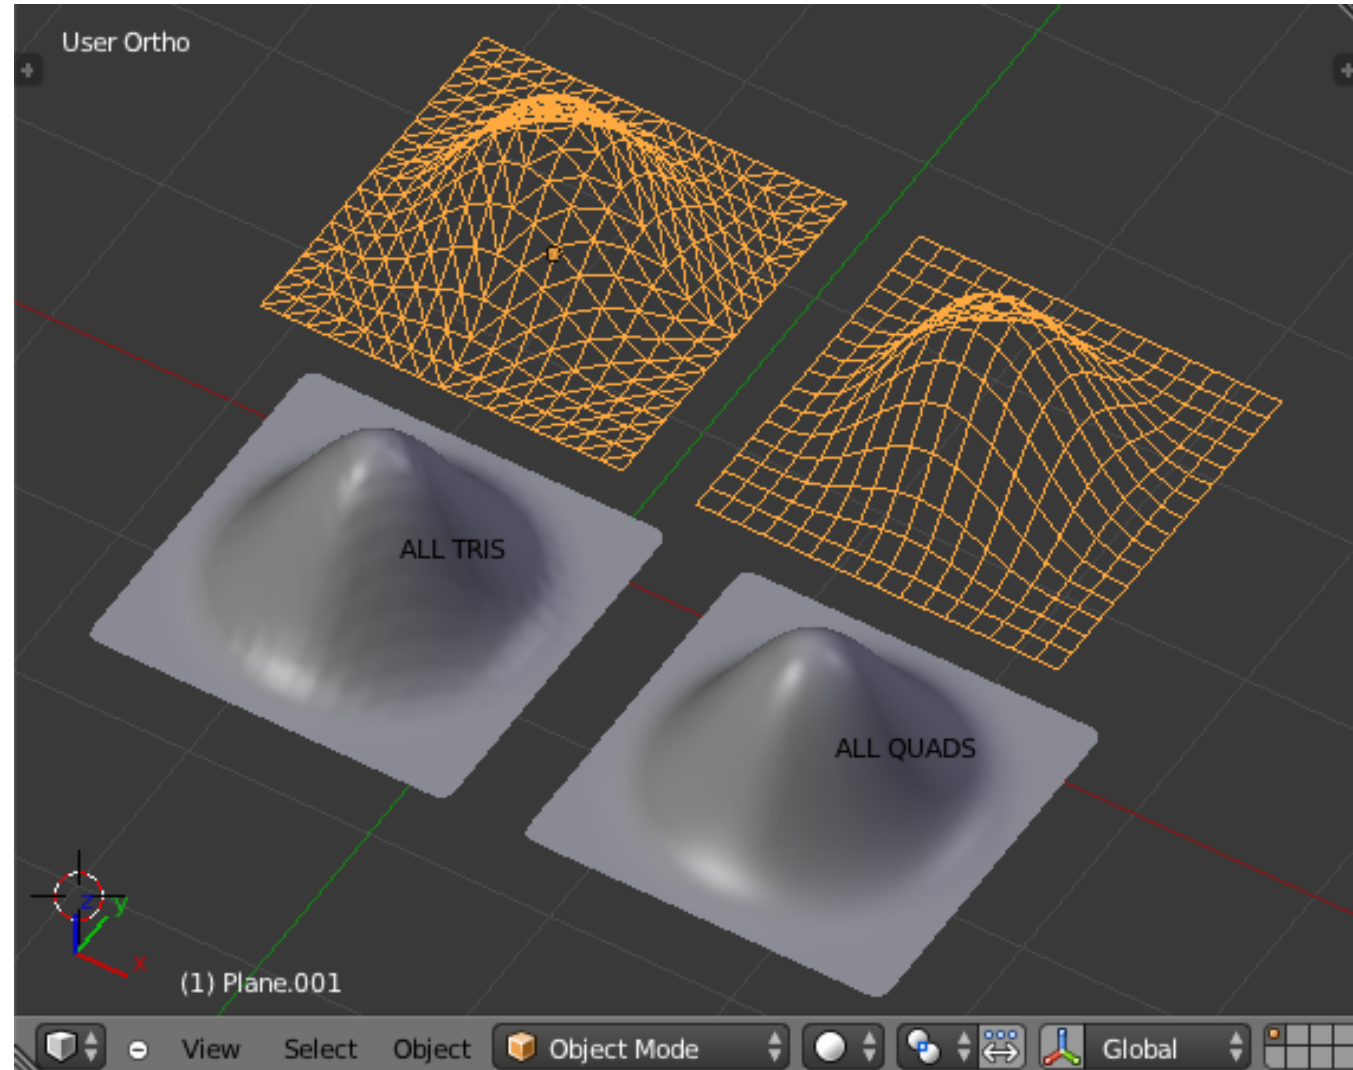 User Ortho
ALL TRIS
ALL QUADS
z y
x
(1) Plane.001
View Select Object Object Mode Global